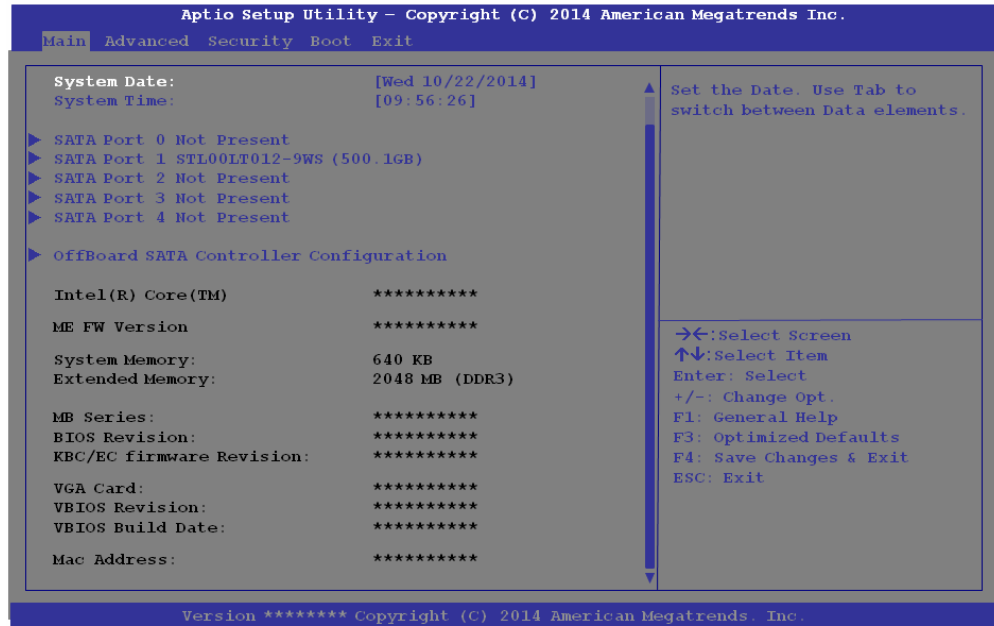 Aptio Setup Utility – Copyright (C) 2014 American Megatrends Inc.
Main Advanced Security Boot Exit
System Date: [Wed 10/22/2014]
System Time: [09:56:26]
SATA Port 0 Not Present
SATA Port 1 STL00LT012-9WS (500.1GB)
SATA Port 2 Not Present
SATA Port 3 Not Present
SATA Port 4 Not Present
OffBoard SATA Controller Configuration
Intel(R) Core(TM) **********
ME FW Version **********
System Memory: 640 KB
Extended Memory: 2048 MB (DDR3)
MB Series: **********
BIOS Revision: **********
KBC/EC firmware Revision: **********
VGA Card: **********
VBIOS Revision: **********
VBIOS Build Date: **********
Mac Address: **********
Set the Date. Use Tab to
switch between Data elements.
→←:Select Screen
↑↓:Select Item
Enter: Select
+/-: Change Opt.
F1: General Help
F3: Optimized Defaults
F4: Save Changes & Exit
ESC: Exit
Version ******** Copyright (C) 2014 American Megatrends. Inc.